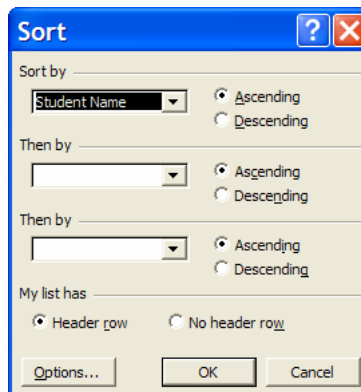 Sort
?
Sort by
Student Name
Ascending
Descending
Then by
Ascending
Descending
Then by
Ascending
Descending
My list has
Header row
No header row
Options...
OK
Cancel